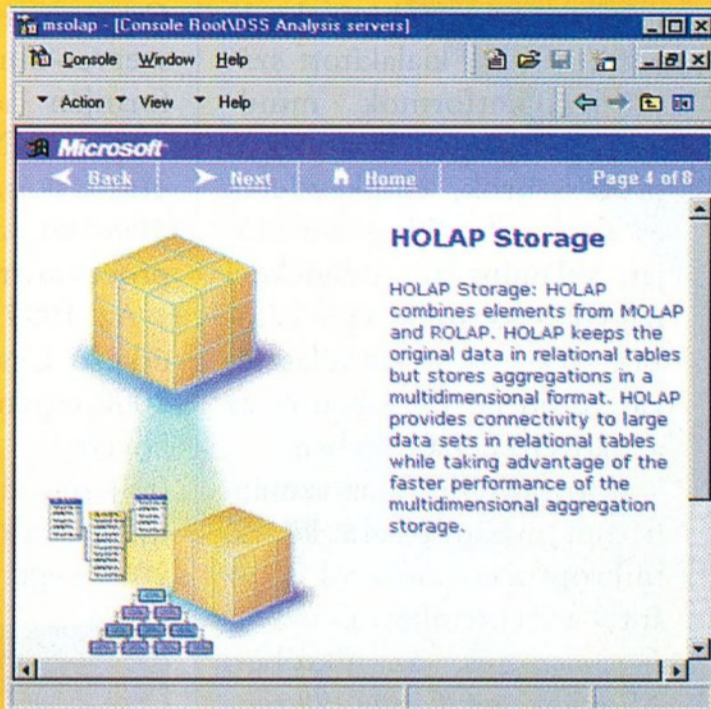 msolap - [Console Root\DSS Analysis servers]
Console Window Help
Action View Help
Microsoft
Back Next Home Page 4 of 8
HOLAP Storage
HOLAP Storage: HOLAP
combines elements from MOLAP
and ROLAP. HOLAP keeps the
original data in relational tables
but stores aggregations in a
multidimensional format. HOLAP
provides connectivity to large
data sets in relational tables
while taking advantage of the
faster performance of the
multidimensional aggregation
storage.